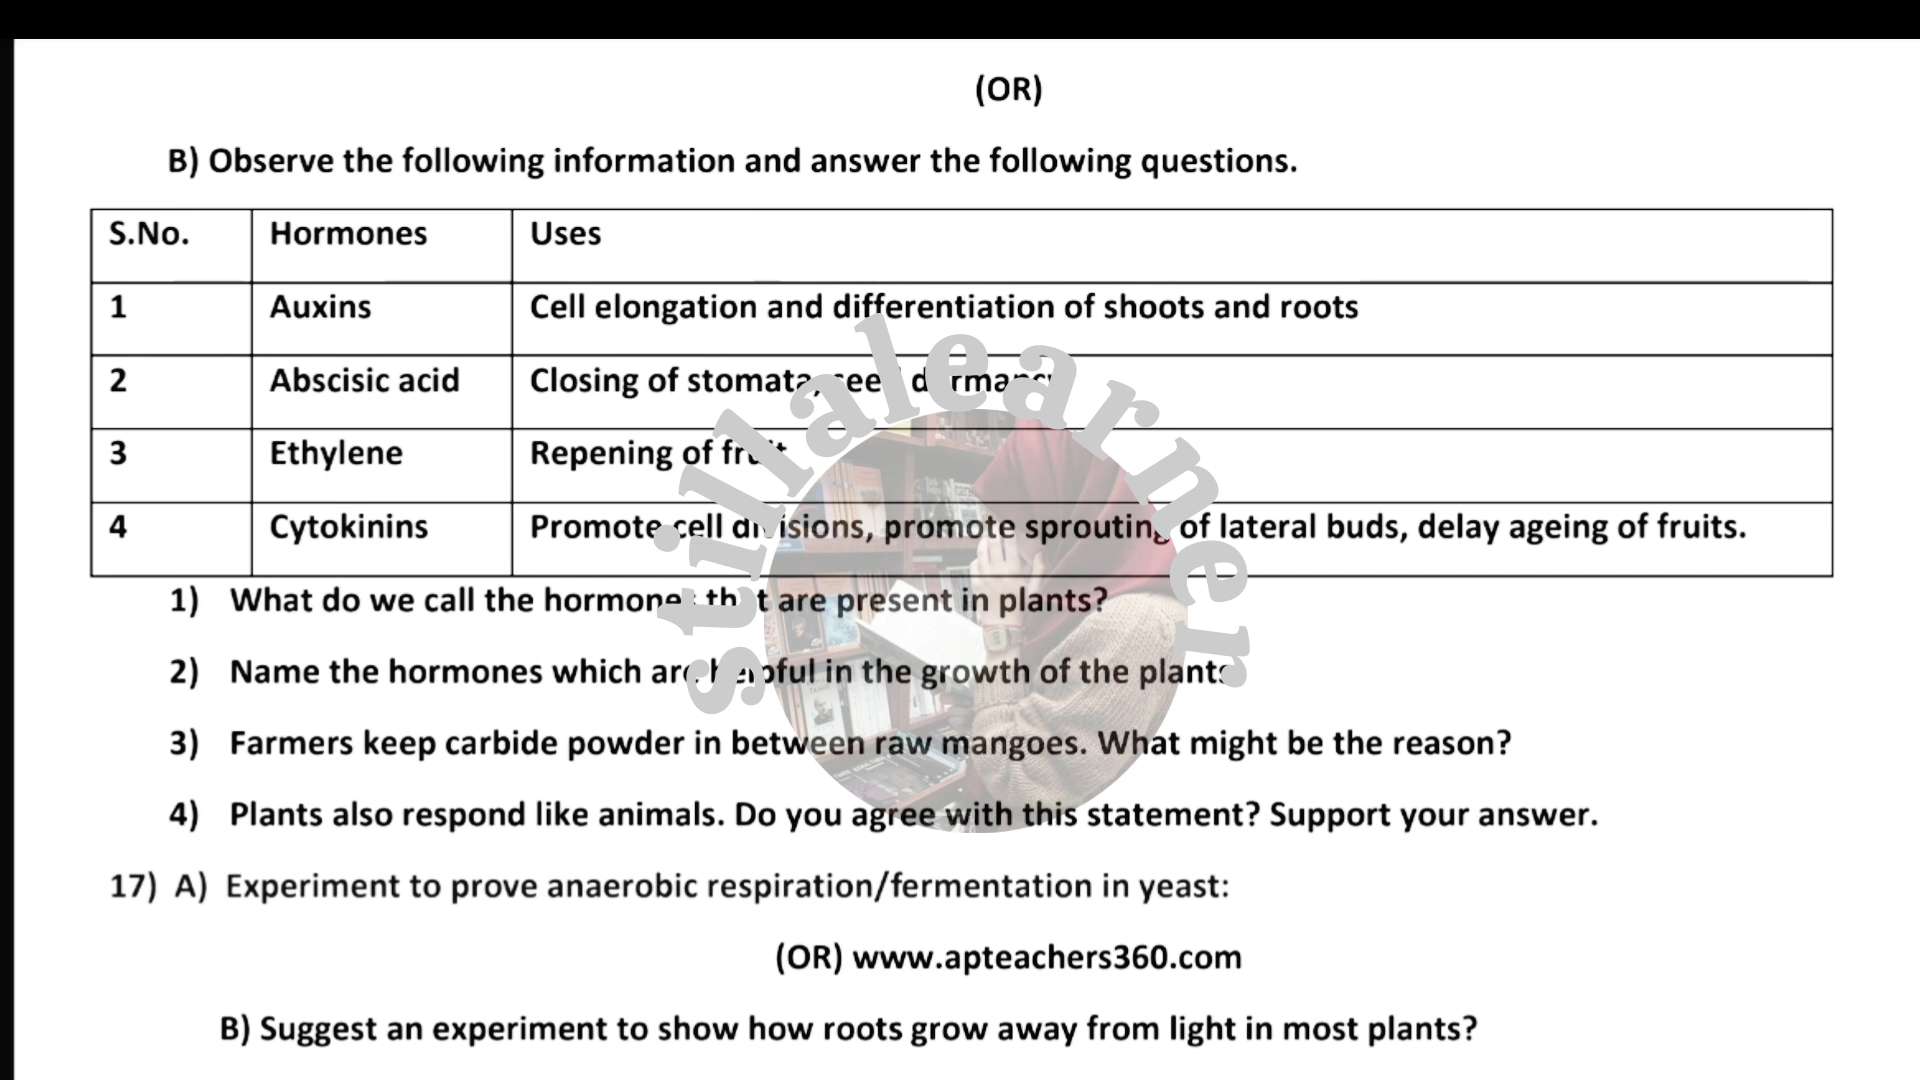 (OR)
B) Observe the following information and answer the following questions.
S.No. Hormones Uses
1 Auxins Cell elongation and differentiation of shoots and roots
2 Abscisic acid Closing of stomata, seed dormancy
3 Ethylene Repening of fruit
4 Cytokinins Promote cell divisions, promote sprouting of lateral buds, delay ageing of fruits.
stillalearner
1) What do we call the hormones that are present in plants?
2) Name the hormones which are helpful in the growth of the plants
3) Farmers keep carbide powder in between raw mangoes. What might be the reason?
4) Plants also respond like animals. Do you agree with this statement? Support your answer.
17) A) Experiment to prove anaerobic respiration/fermentation in yeast:
(OR) www.apteachers360.com
B) Suggest an experiment to show how roots grow away from light in most plants?